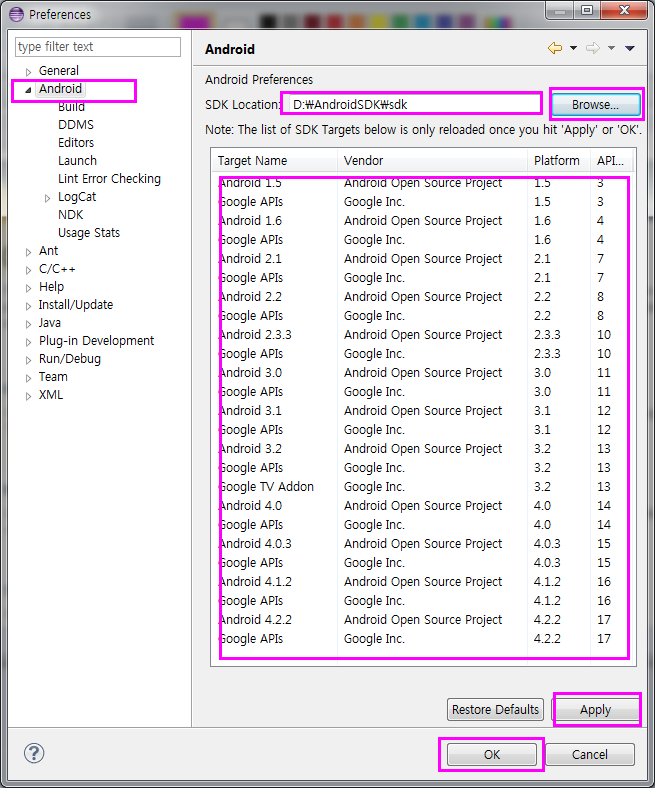 Preferences
type filter text
General
Android
Build
DDMS
Editors
Launch
Lint Error Checking
LogCat
NDK
Usage Stats
Ant
C/C++
Help
Install/Update
Java
Plug-in Development
Run/Debug
Team
XML
Android
Android Preferences
SDK Location: D:₩AndroidSDK₩sdk Browse...
Note: The list of SDK Targets below is only reloaded once you hit 'Apply' or 'OK'.
Target Name Vendor Platform API...
Android 1.5 Android Open Source Project 1.5 3
Google APIs Google Inc. 1.5 3
Android 1.6 Android Open Source Project 1.6 4
Google APIs Google Inc. 1.6 4
Android 2.1 Android Open Source Project 2.1 7
Google APIs Google Inc. 2.1 7
Android 2.2 Android Open Source Project 2.2 8
Google APIs Google Inc. 2.2 8
Android 2.3.3 Android Open Source Project 2.3.3 10
Google APIs Google Inc. 2.3.3 10
Android 3.0 Android Open Source Project 3.0 11
Google APIs Google Inc. 3.0 11
Android 3.1 Android Open Source Project 3.1 12
Google APIs Google Inc. 3.1 12
Android 3.2 Android Open Source Project 3.2 13
Google APIs Google Inc. 3.2 13
Google TV Addon Google Inc. 3.2 13
Android 4.0 Android Open Source Project 4.0 14
Google APIs Google Inc. 4.0 14
Android 4.0.3 Android Open Source Project 4.0.3 15
Google APIs Google Inc. 4.0.3 15
Android 4.1.2 Android Open Source Project 4.1.2 16
Google APIs Google Inc. 4.1.2 16
Android 4.2.2 Android Open Source Project 4.2.2 17
Google APIs Google Inc. 4.2.2 17
Restore Defaults Apply
? OK Cancel